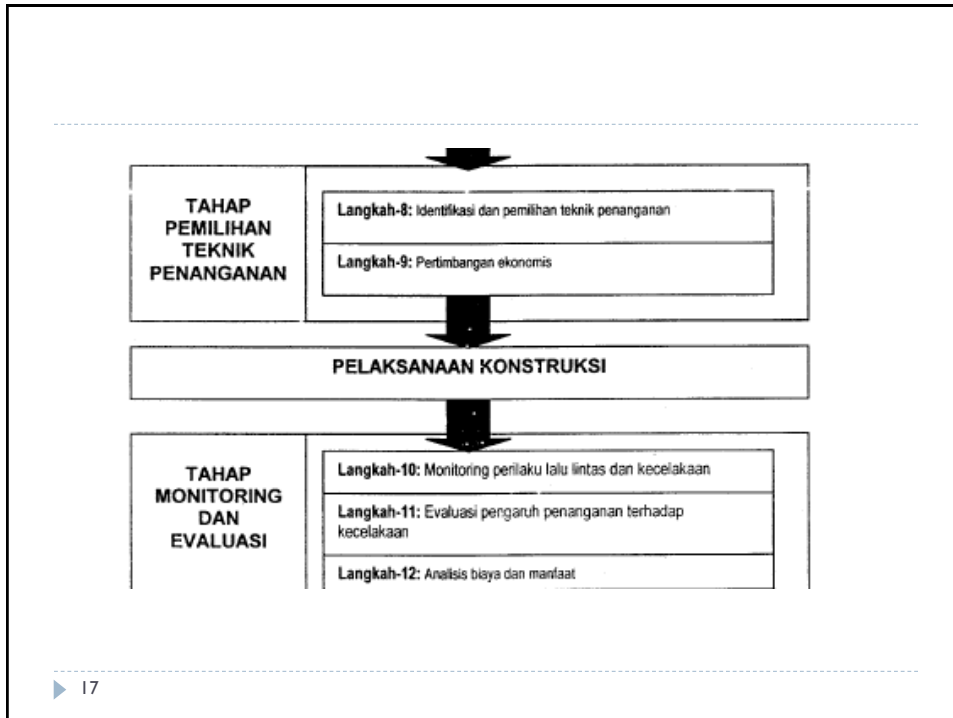 TAHAP
PEMILIHAN
TEKNIK
PENANGANAN
Langkah-8: Identifikasi dan pemilihan teknik penanganan
Langkah-9: Pertimbangan ekonomis
PELAKSANAAN KONSTRUKSI
TAHAP
MONITORING
DAN
EVALUASI
Langkah-10: Monitoring perilaku lalu lintas dan kecelakaan
Langkah-11: Evaluasi pengaruh penanganan terhadap
kecelakaan
Langkah-12: Analisis biaya dan manfaat
17